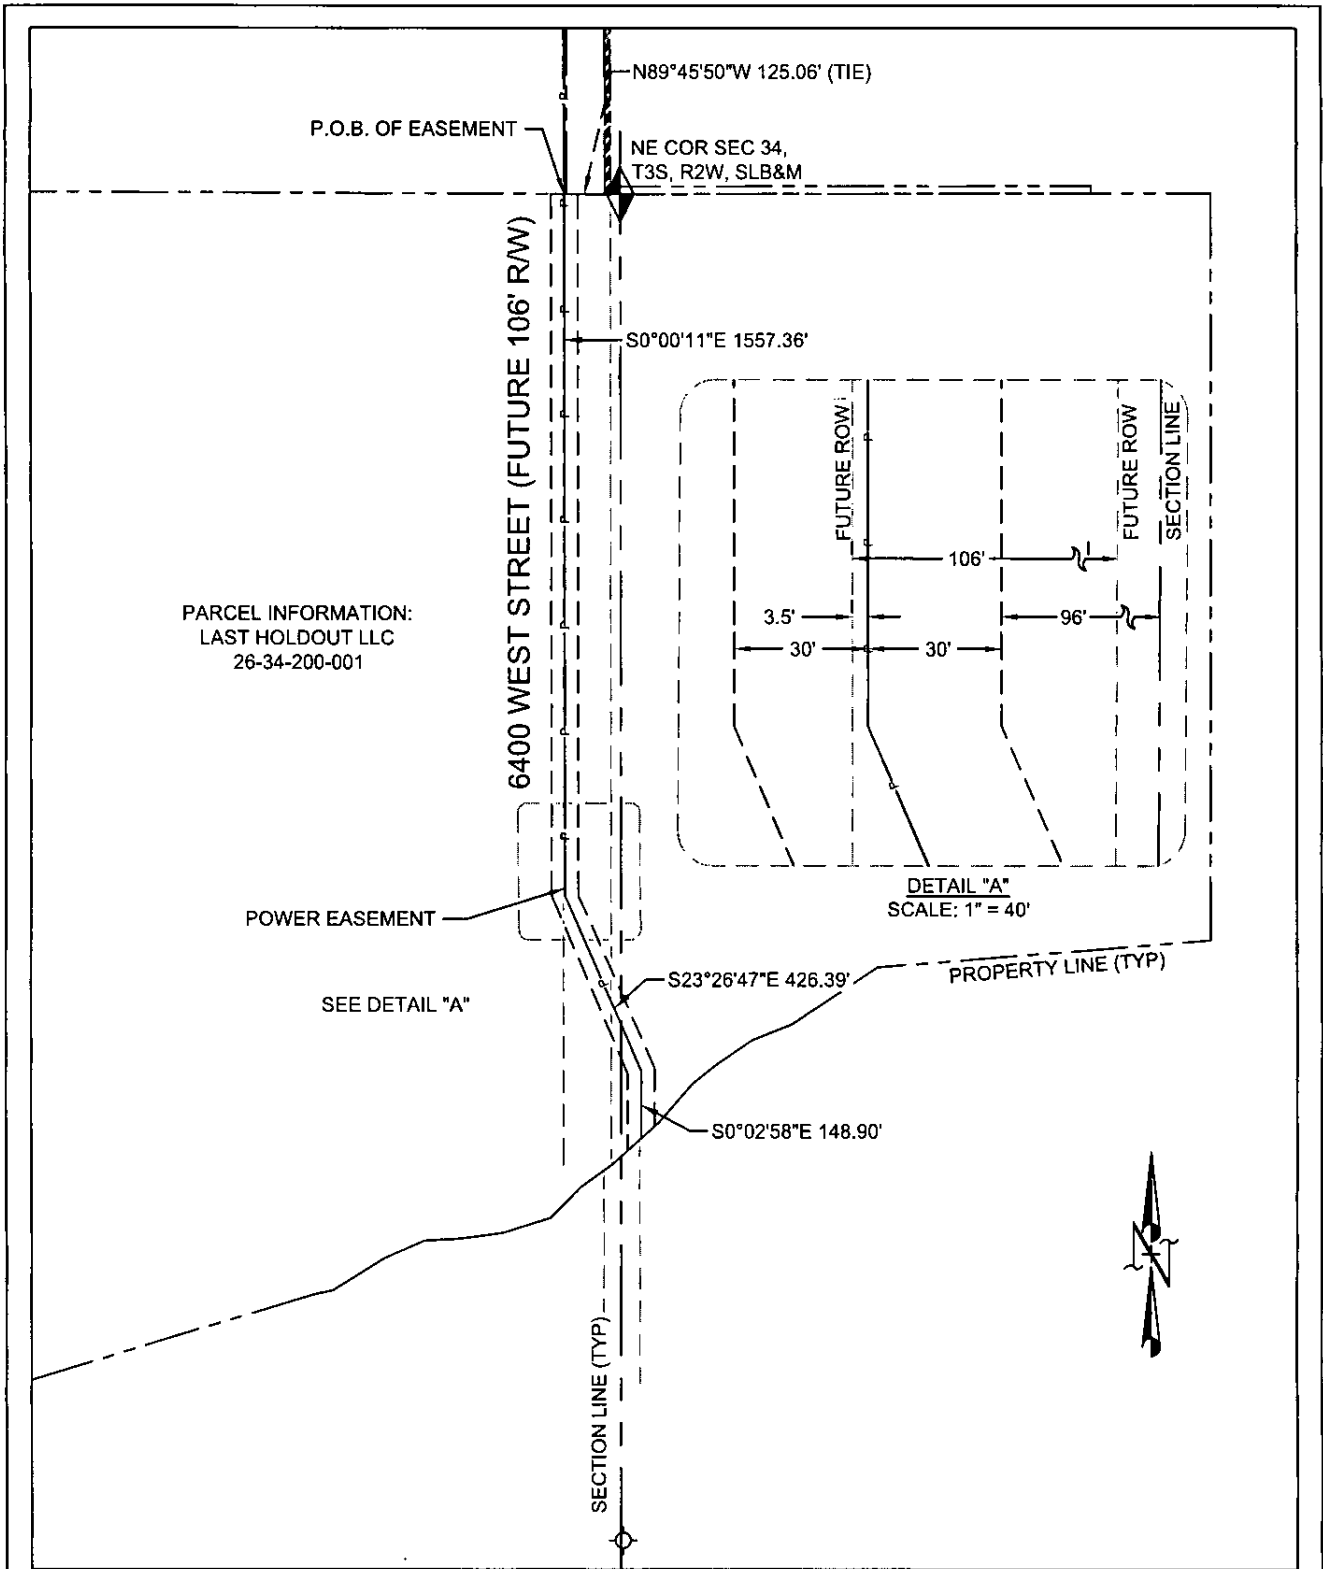 N89°45'50"W 125.06' (TIE)
P.O.B. OF EASEMENT
NE COR SEC 34,
T3S, R2W, SLB&M
6400 WEST STREET (FUTURE 106' R/W)
S0°00'11"E 1557.36'
FUTURE ROW
FUTURE ROW
SECTION LINE
106'
3.5'
96'
30'
30'
PARCEL INFORMATION:
LAST HOLDOUT LLC
26-34-200-001
DETAIL "A"
SCALE: 1" = 40'
POWER EASEMENT
PROPERTY LINE (TYP)
S23°26'47"E 426.39'
SEE DETAIL "A"
S0°02'58"E 148.90'
SECTION LINE (TYP)
P
P
P
P
P
P
P
P
P
P
P
P
P
N